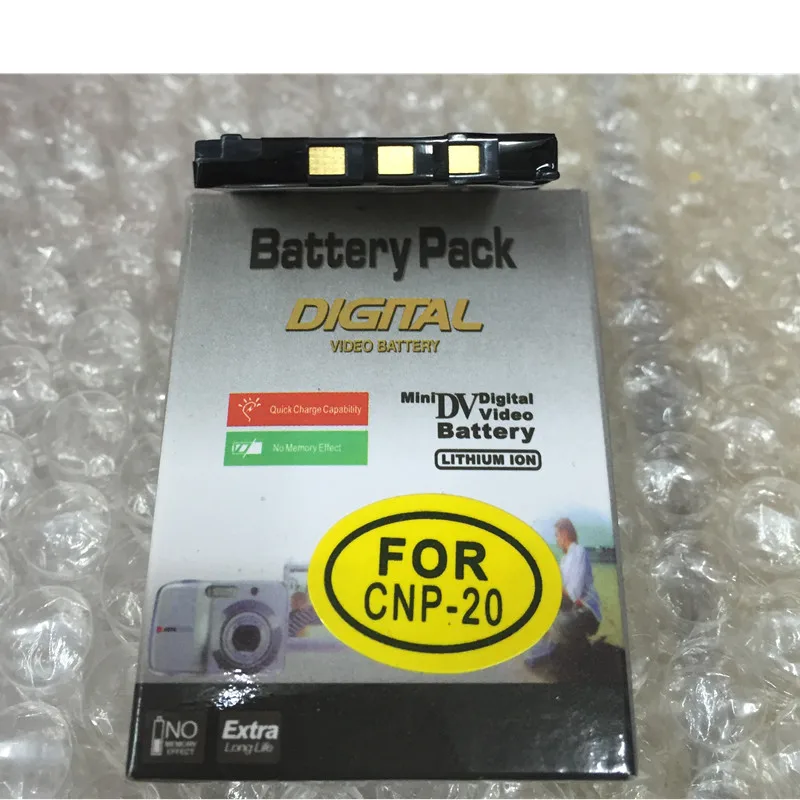 Battery Pack
DIGITAL
VIDEO BATTERY
Quick Charge Capability
No Memory Effect
Mini DV Digital
Video
Battery
LITHIUM ION
FOR
CNP-20
NO
MEMORY
EFFECT
Extra
Long Life